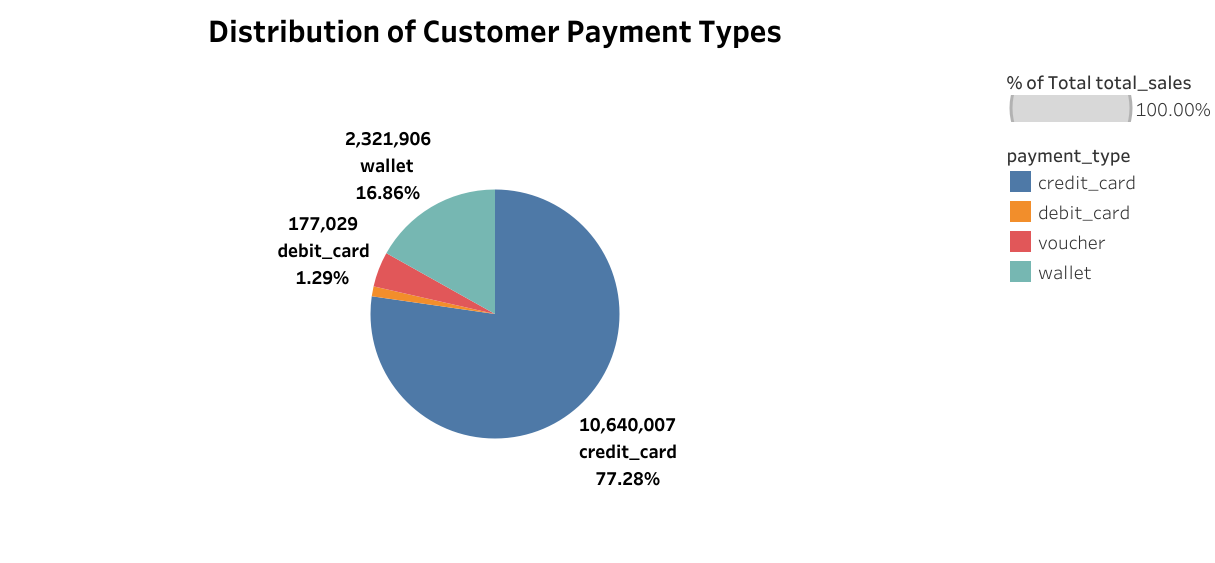 Distribution of Customer Payment Types
% of Total total_sales
100.00%
payment_type
credit_card
debit_card
voucher
wallet
2,321,906
wallet
16.86%
177,029
debit_card
1.29%
10,640,007
credit_card
77.28%